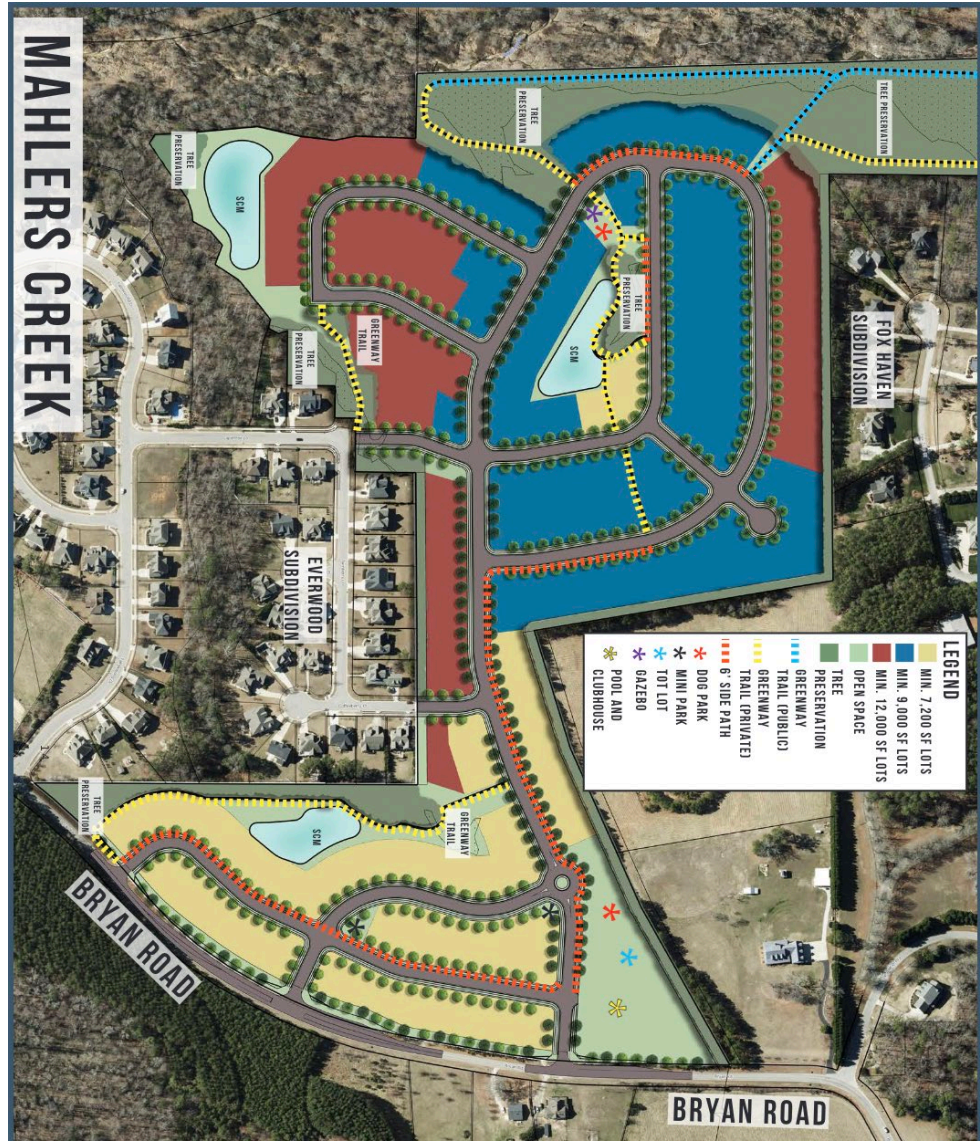 MAHLERS CREEK
TREE PRESERVATION
TREE
PRESERVATION
TREE
PRESERVATION
SCM
TREE
PRESERVATION
SCM
FOX HAVEN
SUBDIVISION
GREENWAY
TRAIL
TREE
PRESERVATION
EVERWOOD
SUBDIVISION
LEGEND
MIN. 7,200 SF LOTS
MIN. 9,000 SF LOTS
MIN. 12,000 SF LOTS
OPEN SPACE
TREE
PRESERVATION
GREENWAY
TRAIL (PUBLIC)
GREENWAY
TRAIL (PRIVATE)
6' SIDE PATH
DOG PARK
MINI PARK
TOT LOT
GAZEBO
POOL AND
CLUBHOUSE
TREE
PRESERVATION
SCM
GREENWAY
TRAIL
BRYAN ROAD
BRYAN ROAD